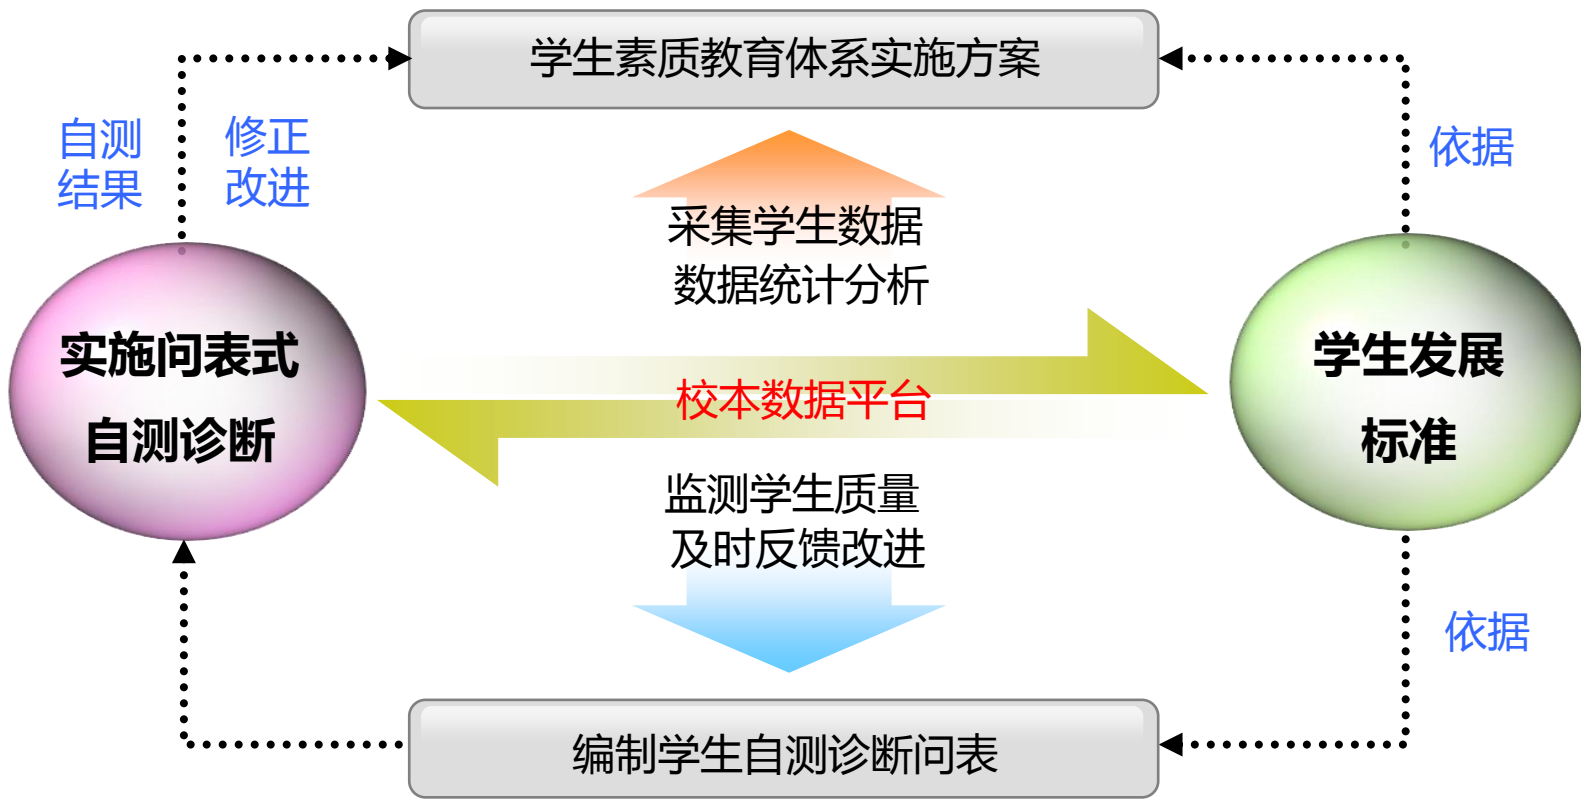 学生素质教育体系实施方案
自测
结果
修正
改进
依据
采集学生数据
数据统计分析
实施问表式
自测诊断
校本数据平台
学生发展
标准
监测学生质量
及时反馈改进
依据
编制学生自测诊断问表